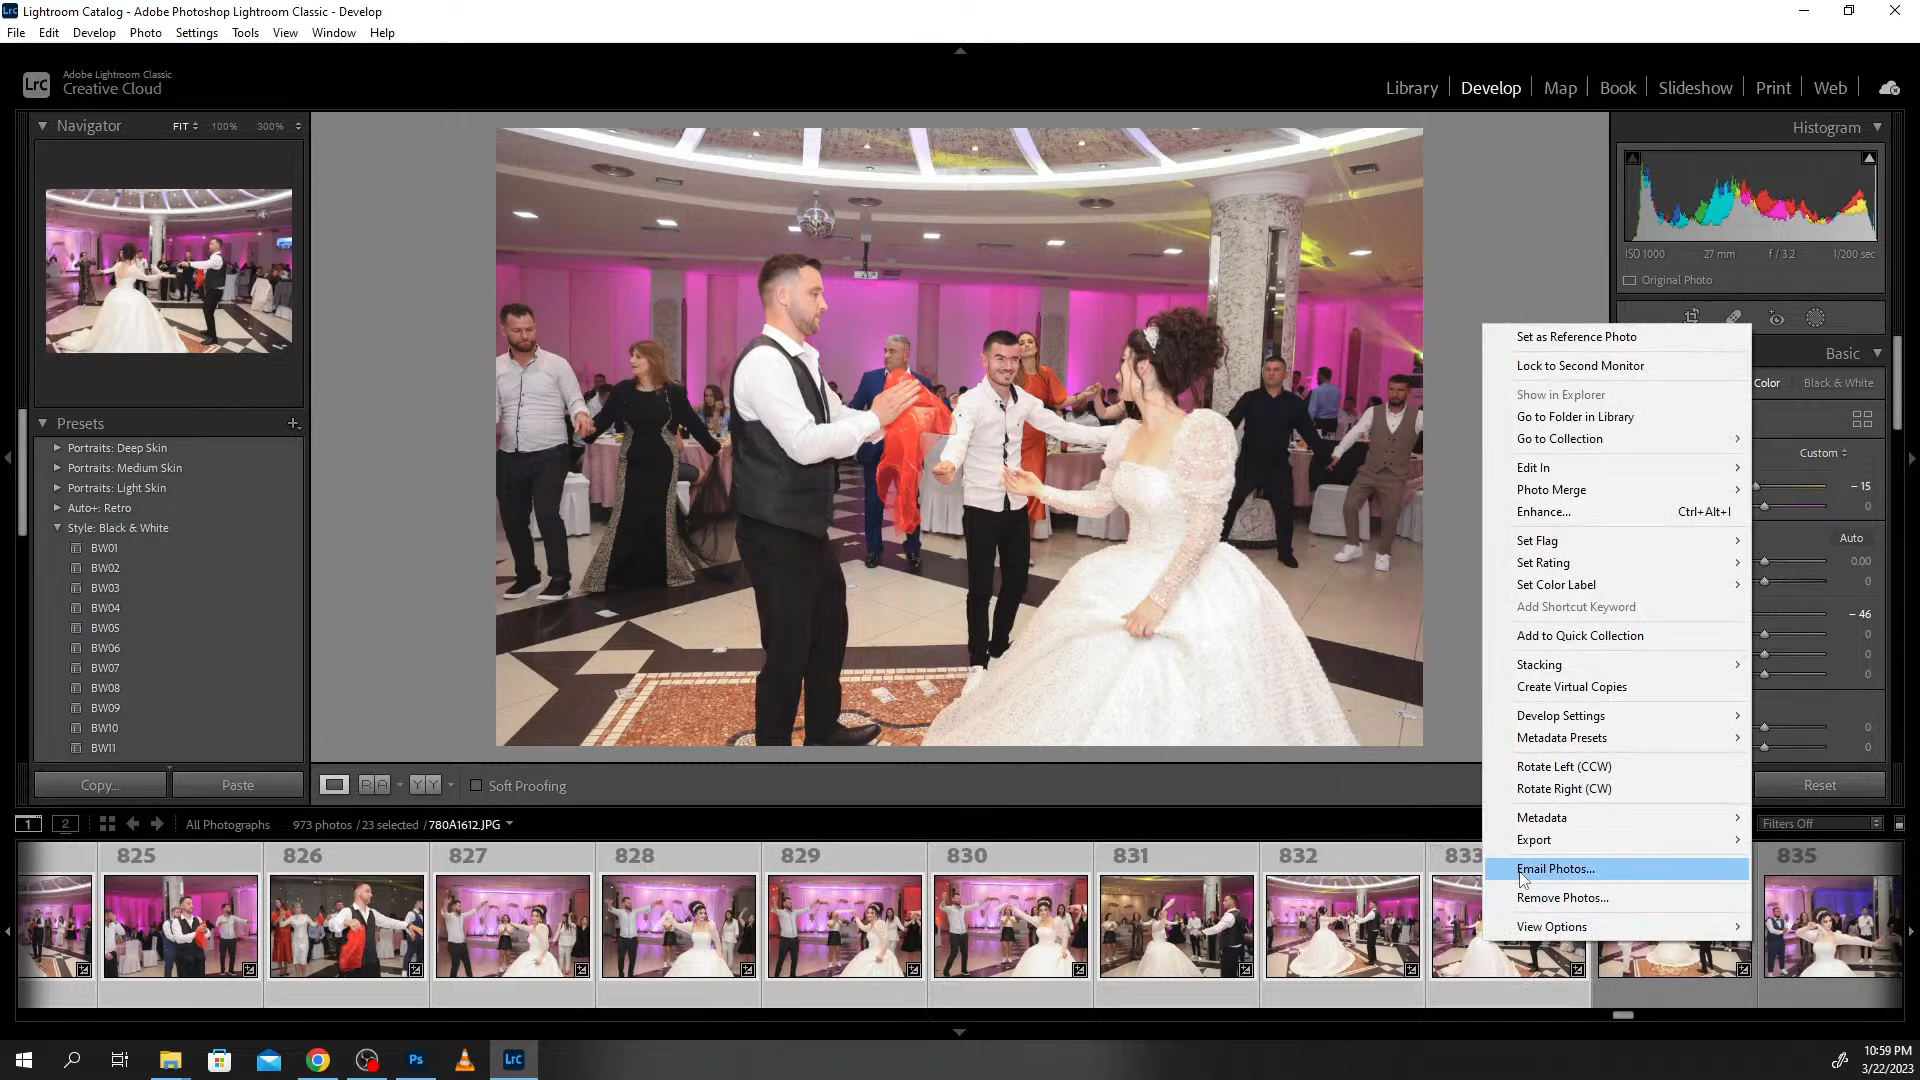 Lightroom Catalog - Adobe Photoshop Lightroom Classic - Develop
File Edit Develop Photo Settings Tools View Window Help
Lrc
Adobe Lightroom Classic
Creative Cloud
Library Develop Map Book Slideshow Print Web
Navigator FIT 100% 300%
Histogram
ISO 1000 27 mm f / 3.2 1/200 sec
Original Photo
Basic
Color Black & White
Custom
– 15
0
Auto
0.00
0
– 46
0
0
0
0
0
Presets
Portraits: Deep Skin
Portraits: Medium Skin
Portraits: Light Skin
Auto+: Retro
Style: Black & White
BW01
BW02
BW03
BW04
BW05
BW06
BW07
BW08
BW09
BW10
BW11
Set as Reference Photo
Lock to Second Monitor
Show in Explorer
Go to Folder in Library
Go to Collection
Edit In
Photo Merge
Enhance... Ctrl+Alt+I
Set Flag
Set Rating
Set Color Label
Add Shortcut Keyword
Add to Quick Collection
Stacking
Create Virtual Copies
Develop Settings
Metadata Presets
Rotate Left (CCW)
Rotate Right (CW)
Metadata
Export
Email Photos...
Remove Photos...
View Options
Copy... Paste
R A Y Y Soft Proofing
Reset
1 2 All Photographs 973 photos / 23 selected / 780A1612.JPG
Filters Off
825 826 827 828 829 830 831 832 833 835
Ps Lrc
10:59 PM
3/22/2023